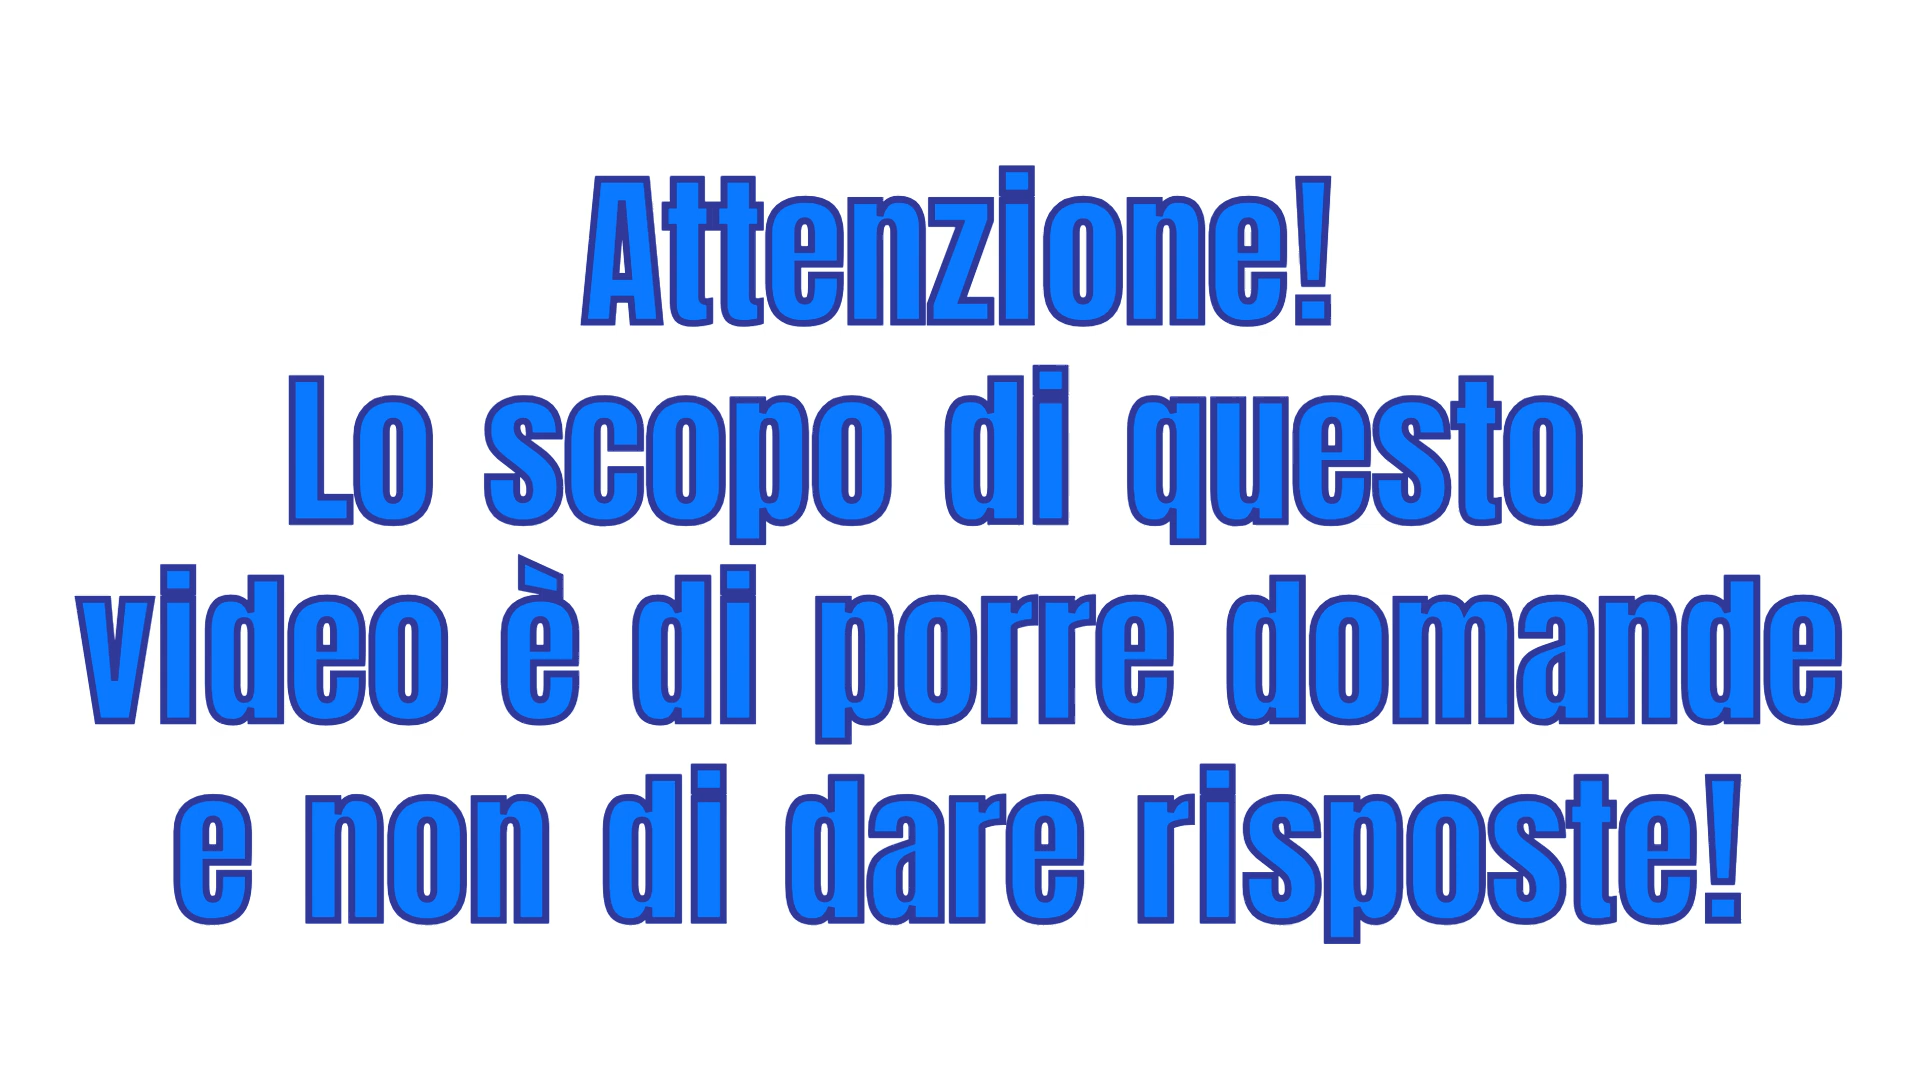 Attenzione!
Lo scopo di questo
video è di porre domande
e non di dare risposte!